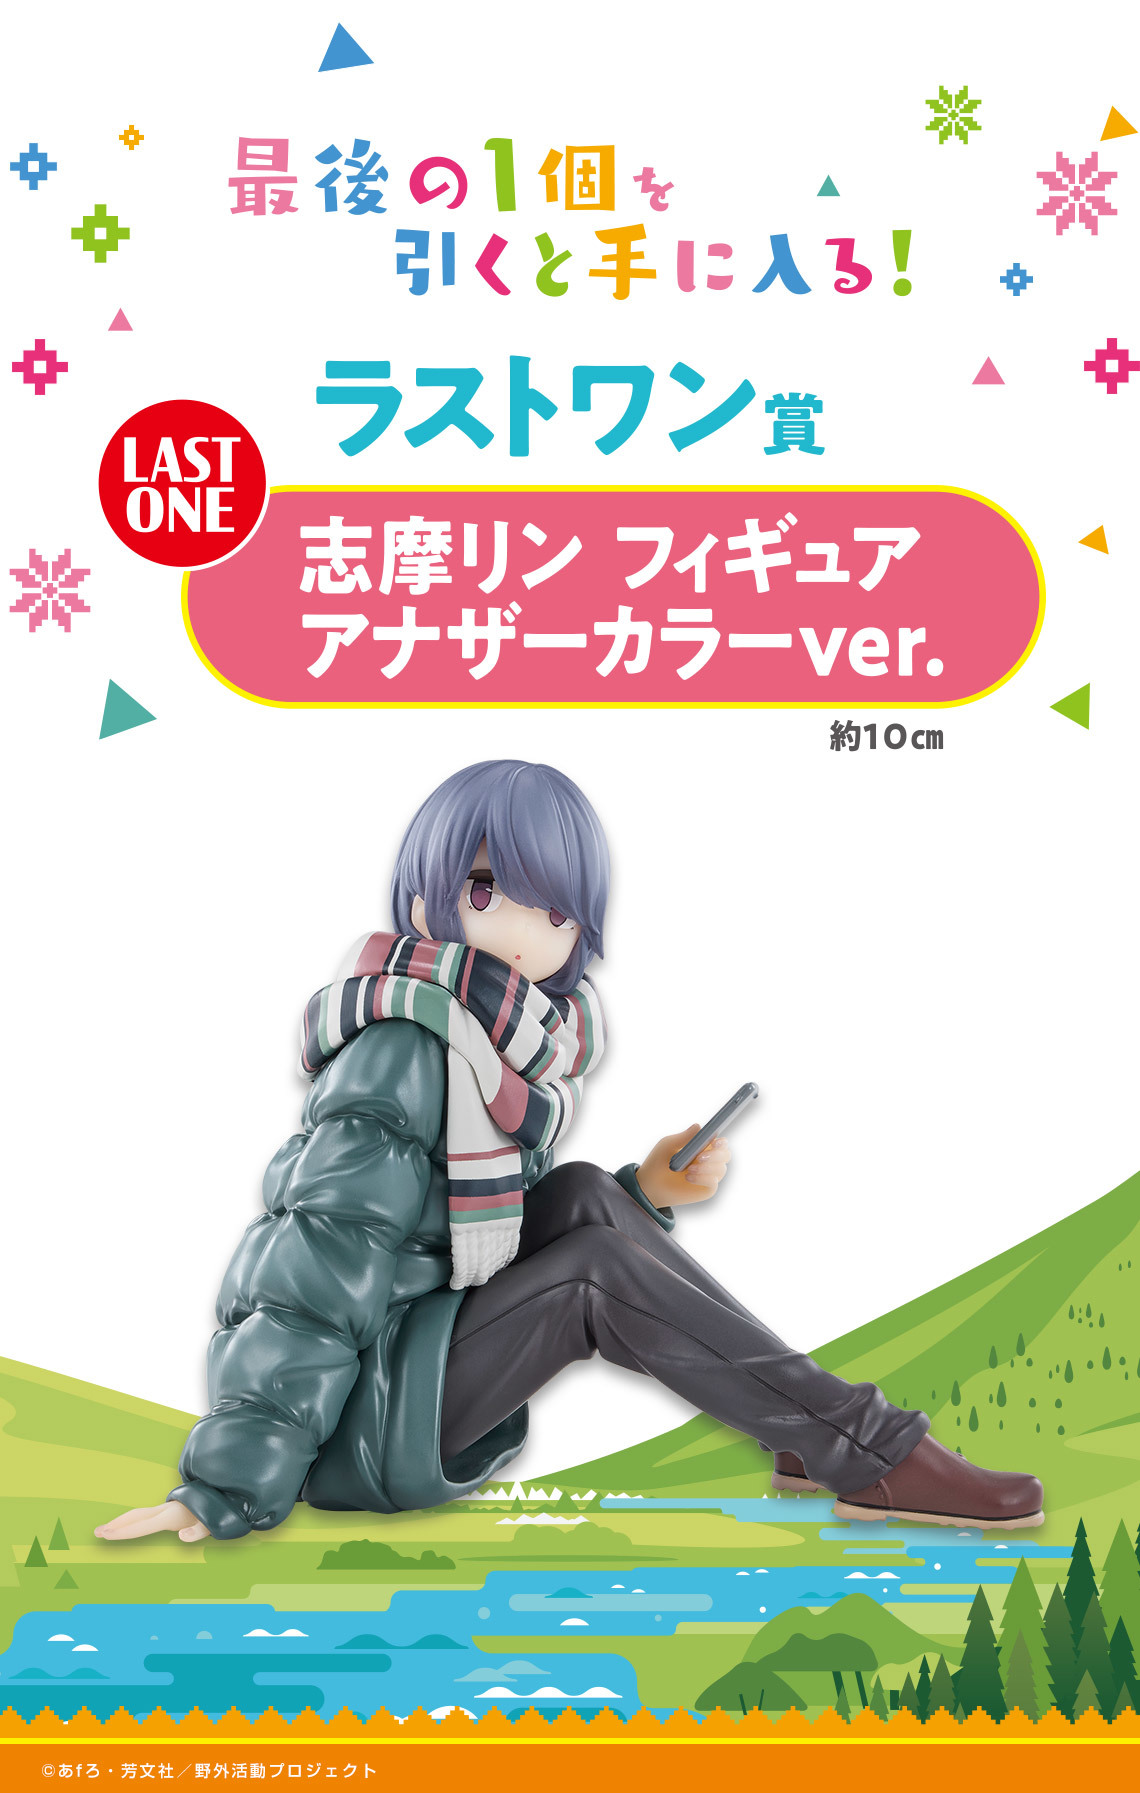 最後の1個を
引くと手に入る!
ラストワン賞
LAST
ONE
志摩リン フィギュア
アナザーカラーver.
約10㎝
©あfろ・芳文社／野外活動プロジェクト